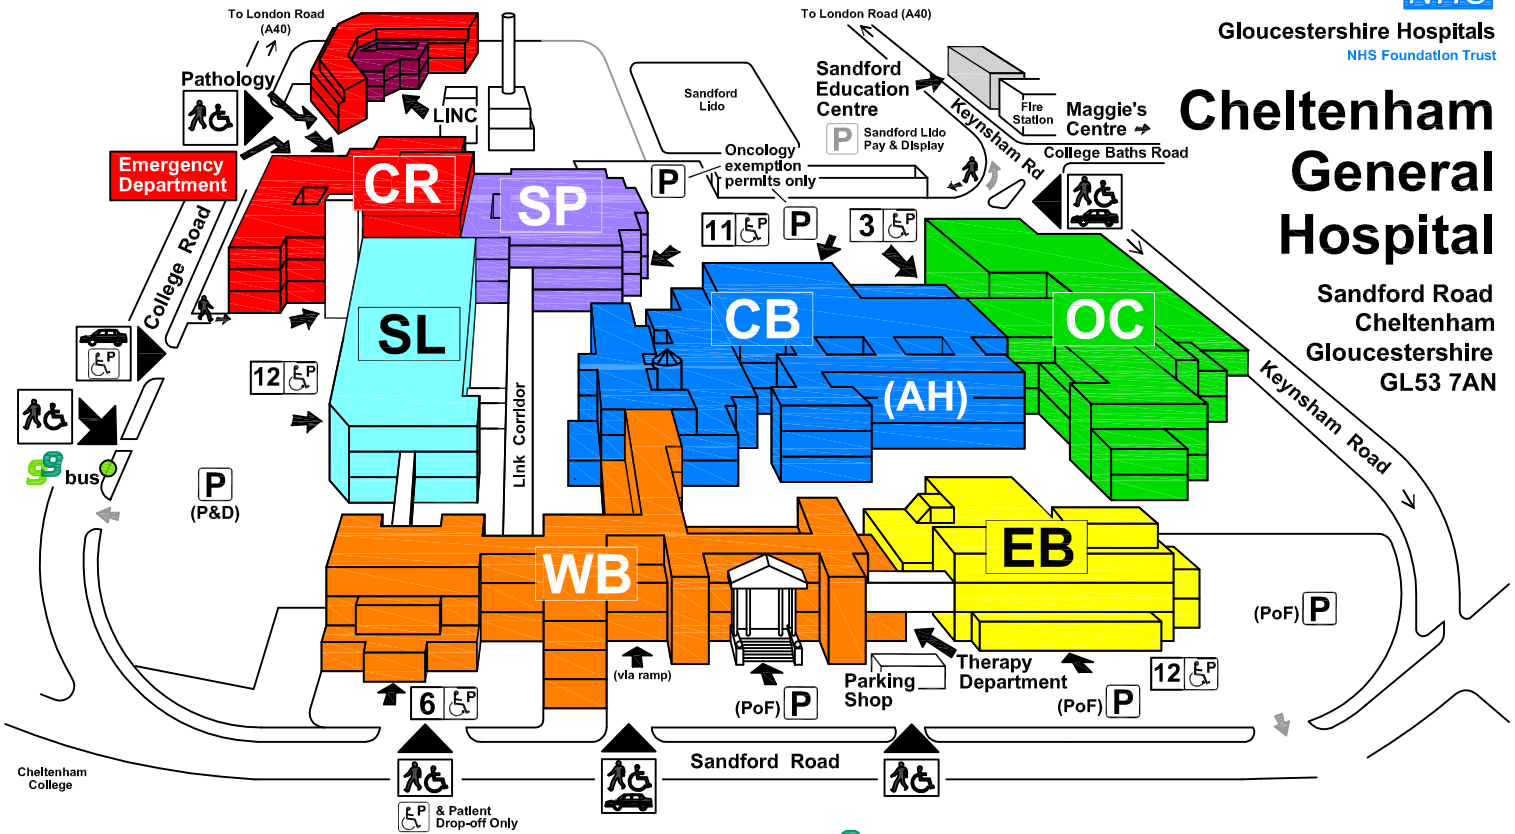 NHS
Gloucestershire Hospitals
NHS Foundation Trust
Cheltenham
General
Hospital
Sandford Road
Cheltenham
Gloucestershire
GL53 7AN
To London Road
(A40)
Pathology
LINC
Emergency
Department
CR
SP
SL
College Road
12
P
bus
P
(P&D)
Link Corridor
Sandford
Lido
To London Road (A40)
Sandford
Education
Centre
P
Sandford Lido
Pay & Display
Fire
Station
Maggie's
Centre
College Baths Road
Keynsham Rd
Oncology
exemption
permits only
P
P
11
P
3
P
CB
(AH)
OC
Keynsham Road
WB
EB
(PoF) P
12
P
Therapy
Department
(PoF) P
Parking
Shop
(PoF) P
(via ramp)
6
P
Sandford Road
Cheltenham
College
P
& Patient
Drop-off Only
P